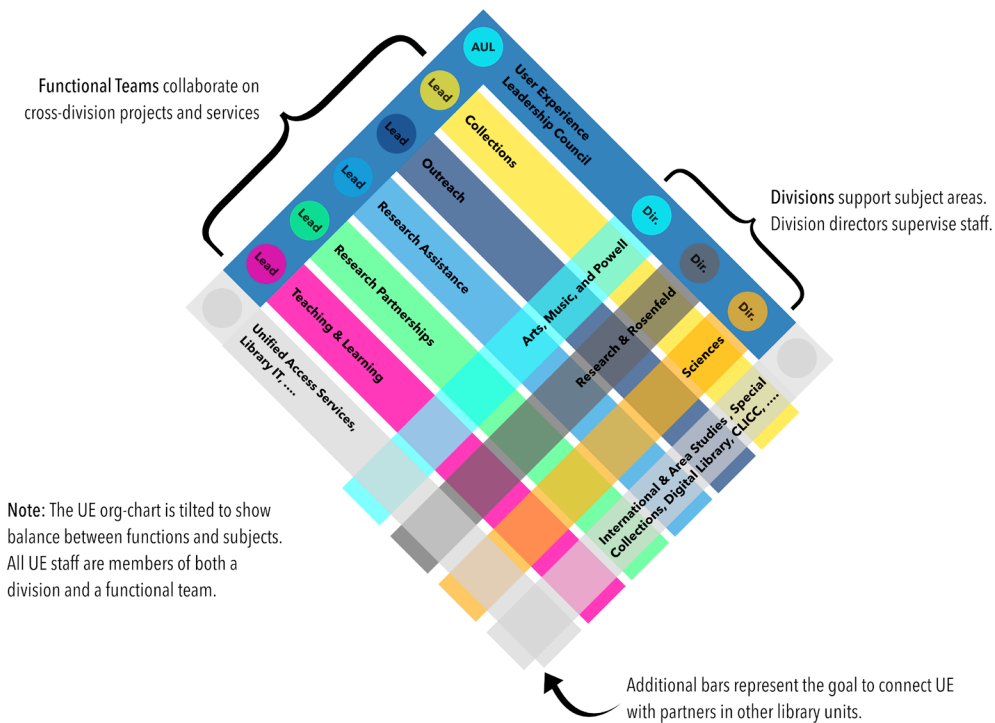 AUL
User Experience
Leadership Council
Functional Teams collaborate on
cross-division projects and services
Lead
Lead
Lead
Lead
Lead
Collections
Outreach
Research Assistance
Research Partnerships
Teaching & Learning
Unified Access Services,
Library IT, ....
Dir.
Dir.
Dir.
Divisions support subject areas.
Division directors supervise staff.
Arts, Music, and Powell
Research & Rosenfeld
Sciences
International & Area Studies , Special
Collections, Digital Library, CLICC, ....
Note: The UE org-chart is tilted to show
balance between functions and subjects.
All UE staff are members of both a
division and a functional team.
Additional bars represent the goal to connect UE
with partners in other library units.